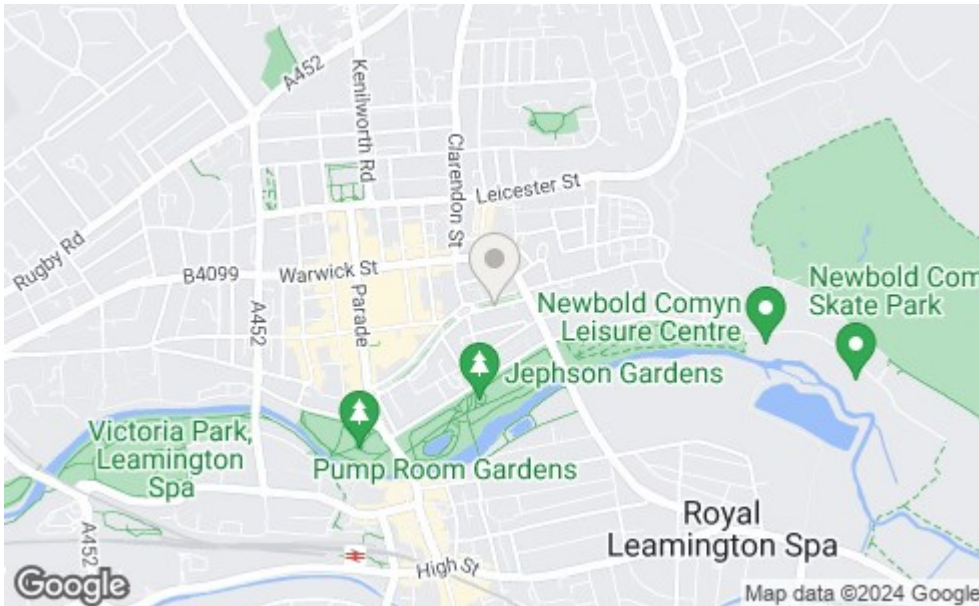 A452
Kenilworth Rd
Clarendon St
Leicester St
Rugby Rd
B4099
Warwick St
A452
Parade
Newbold Comyn
Leisure Centre
Newbold Com
Skate Park
Jephson Gardens
Victoria Park,
Leamington
Spa
Pump Room Gardens
A452
High St
Royal
Leamington Spa
Google
Map data ©2024 Google